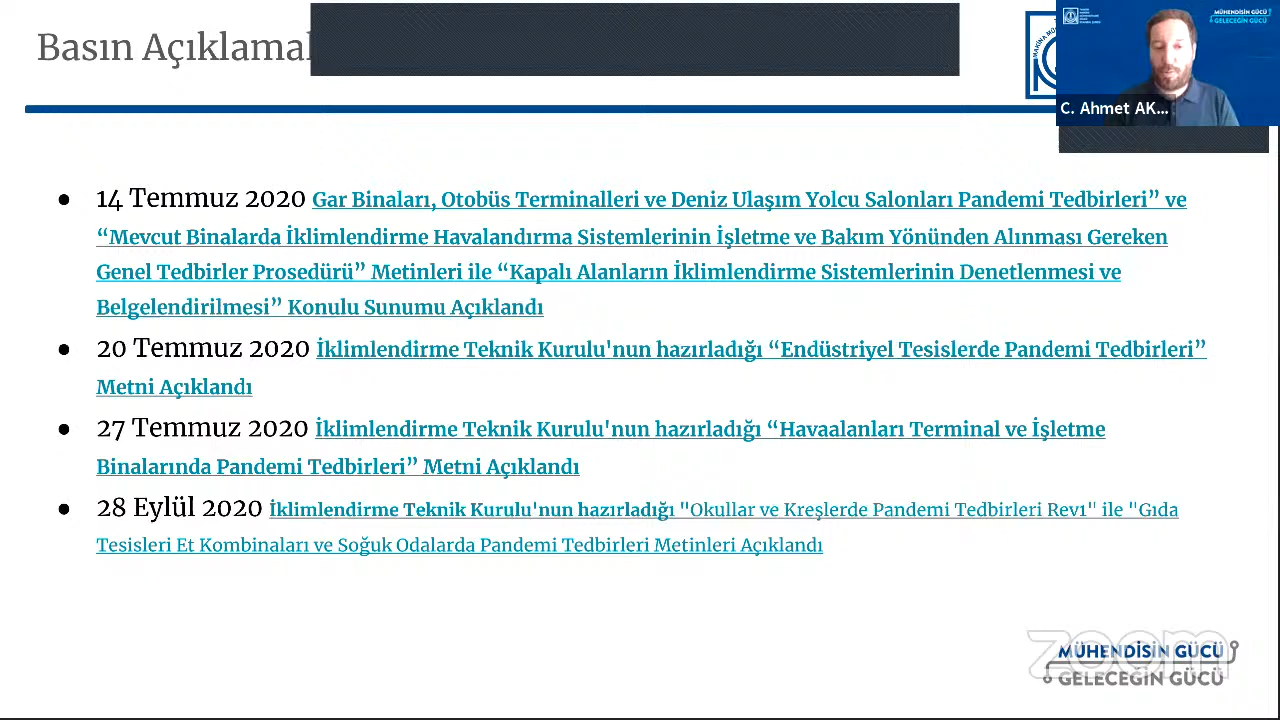 Basın Açıklamal
C. Ahmet AK...
MÜHENDİSİN GÜCÜ
GELECEĞİN GÜCÜ
● 14 Temmuz 2020 Gar Binaları, Otobüs Terminalleri ve Deniz Ulaşım Yolcu Salonları Pandemi Tedbirleri” ve
“Mevcut Binalarda İklimlendirme Havalandırma Sistemlerinin İşletme ve Bakım Yönünden Alınması Gereken
Genel Tedbirler Prosedürü” Metinleri ile “Kapalı Alanların İklimlendirme Sistemlerinin Denetlenmesi ve
Belgelendirilmesi” Konulu Sunumu Açıklandı
● 20 Temmuz 2020 İklimlendirme Teknik Kurulu'nun hazırladığı “Endüstriyel Tesislerde Pandemi Tedbirleri”
Metni Açıklandı
● 27 Temmuz 2020 İklimlendirme Teknik Kurulu'nun hazırladığı “Havaalanları Terminal ve İşletme
Binalarında Pandemi Tedbirleri” Metni Açıklandı
● 28 Eylül 2020 İklimlendirme Teknik Kurulu'nun hazırladığı "Okullar ve Kreşlerde Pandemi Tedbirleri Rev1" ile "Gıda
Tesisleri Et Kombinaları ve Soğuk Odalarda Pandemi Tedbirleri Metinleri Açıklandı
zoom
MÜHENDİSİN GÜCÜ
GELECEĞİN GÜCÜ